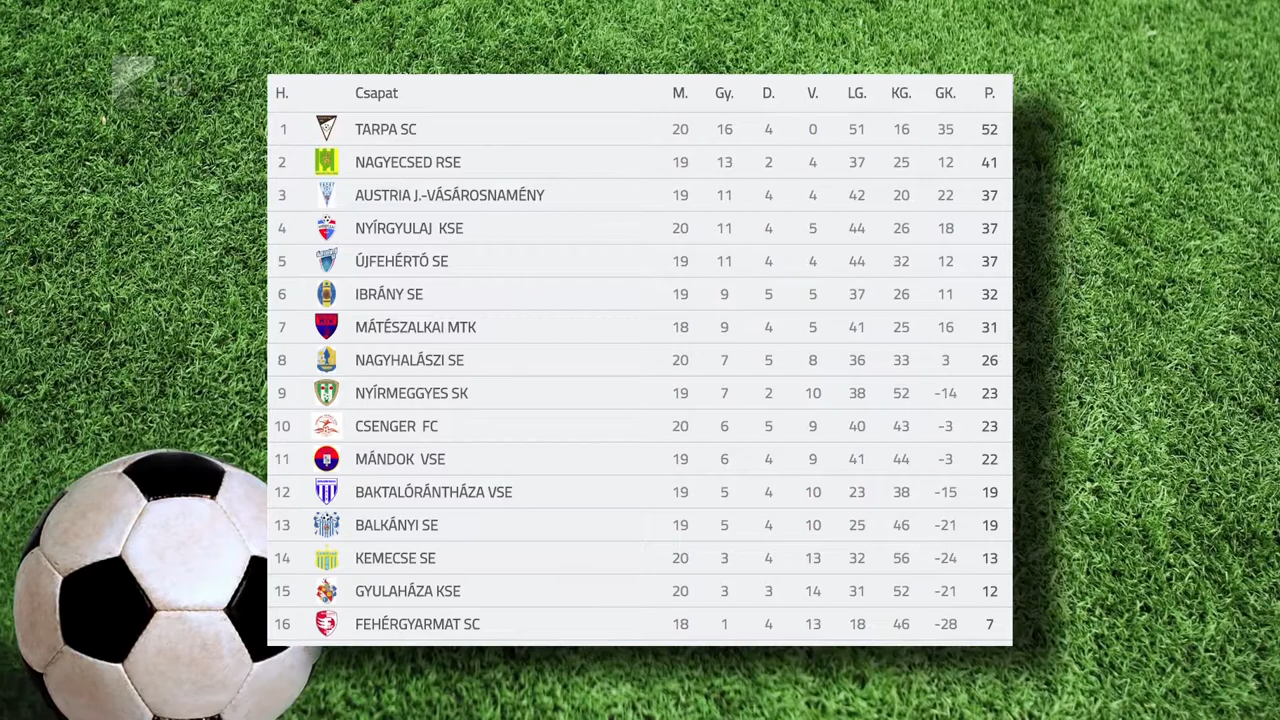 HD
H. Csapat M. Gy. D. V. LG. KG. GK. P.
1 TARPA SC 20 16 4 0 51 16 35 52
2 NAGYECSED RSE 19 13 2 4 37 25 12 41
3 AUSTRIA J.-VÁSÁROSNAMÉNY 19 11 4 4 42 20 22 37
4 NYÍRGYULAJ KSE 20 11 4 5 44 26 18 37
5 ÚJFEHÉRTÓ SE 19 11 4 4 44 32 12 37
6 IBRÁNY SE 19 9 5 5 37 26 11 32
7 MÁTÉSZALKAI MTK 18 9 4 5 41 25 16 31
8 NAGYHALÁSZI SE 20 7 5 8 36 33 3 26
9 NYÍRMEGGYES SK 19 7 2 10 38 52 -14 23
10 CSENGER FC 20 6 5 9 40 43 -3 23
11 MÁNDOK VSE 19 6 4 9 41 44 -3 22
12 BAKTALÓRÁNTHÁZA VSE 19 5 4 10 23 38 -15 19
13 BALKÁNYI SE 19 5 4 10 25 46 -21 19
14 KEMECSE SE 20 3 4 13 32 56 -24 13
15 GYULAHÁZA KSE 20 3 3 14 31 52 -21 12
16 FEHÉRGYARMAT SC 18 1 4 13 18 46 -28 7